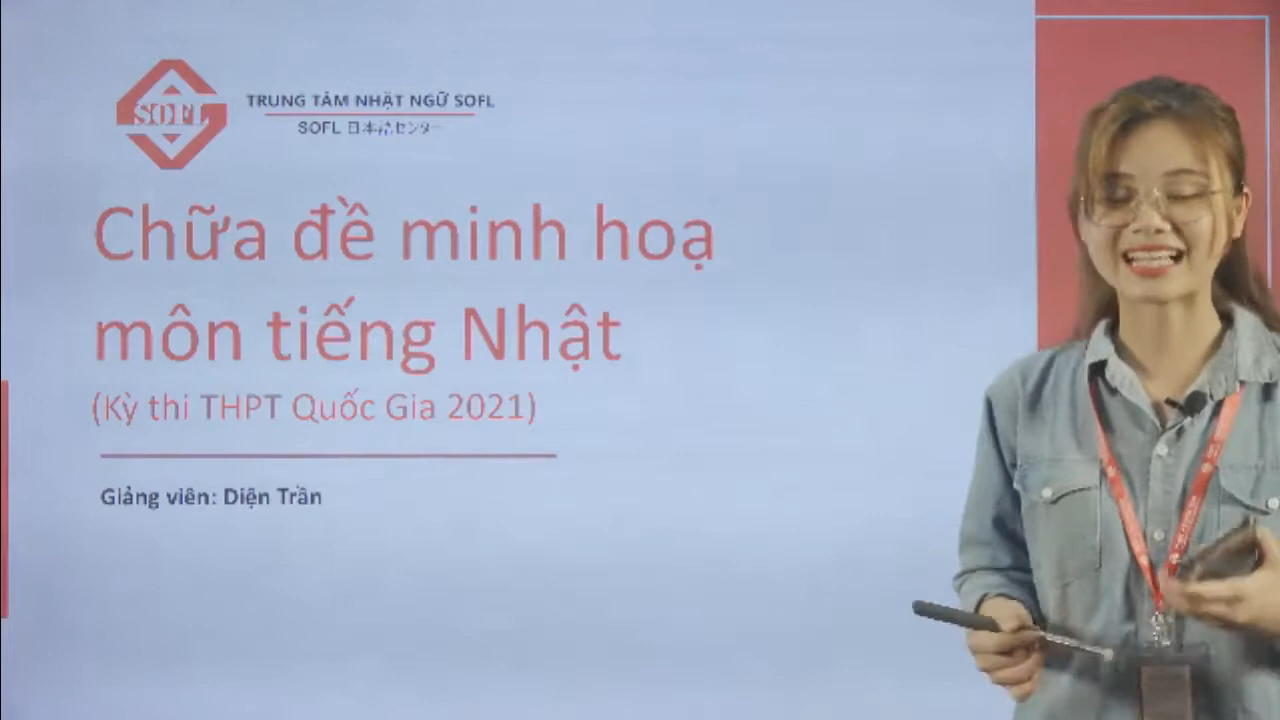 SOFL
TRUNG TÂM NHẬT NGỮ SOFL
SOFL 日本語センター
Chữa đề minh hoạ
môn tiếng Nhật
(Kỳ thi THPT Quốc Gia 2021)
Giảng viên: Diện Trần